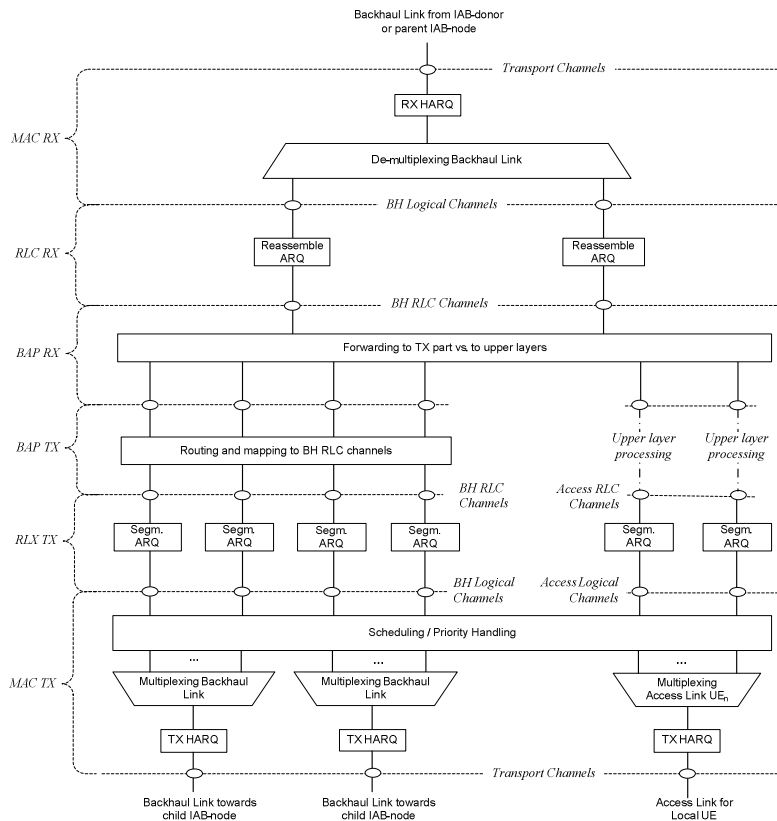 Backhaul Link from IAB-donor
or parent IAB-node
Transport Channels
RX HARQ
MAC RX
De-multiplexing Backhaul Link
BH Logical Channels
Reassemble
ARQ
Reassemble
ARQ
RLC RX
BH RLC Channels
Forwarding to TX part vs. to upper layers
BAP RX
BAP TX
Routing and mapping to BH RLC channels
Upper layer
processing
Upper layer
processing
BH RLC
Channels
Access RLC
Channels
RLX TX
Segm.
ARQ
Segm.
ARQ
Segm.
ARQ
Segm.
ARQ
Segm.
ARQ
Segm.
ARQ
BH Logical
Channels
Access Logical
Channels
Scheduling / Priority Handling
...
...
...
MAC TX
Multiplexing Backhaul
Link
Multiplexing Backhaul
Link
Multiplexing
Access Link UEn
TX HARQ
TX HARQ
TX HARQ
Transport Channels
Backhaul Link towards
child IAB-node
Backhaul Link towards
child IAB-node
Access Link for
Local UE